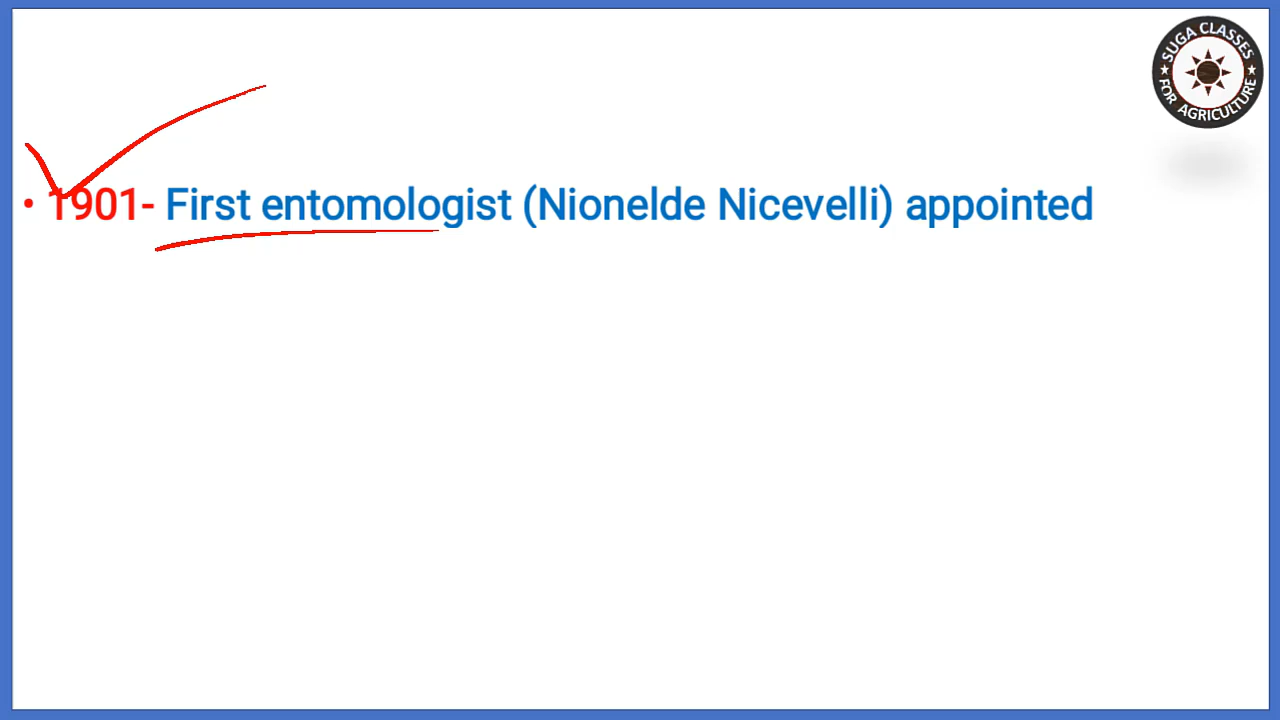 SUGA CLASSES
FOR AGRICULTURE
• 1901- First entomologist (Nionelde Nicevelli) appointed